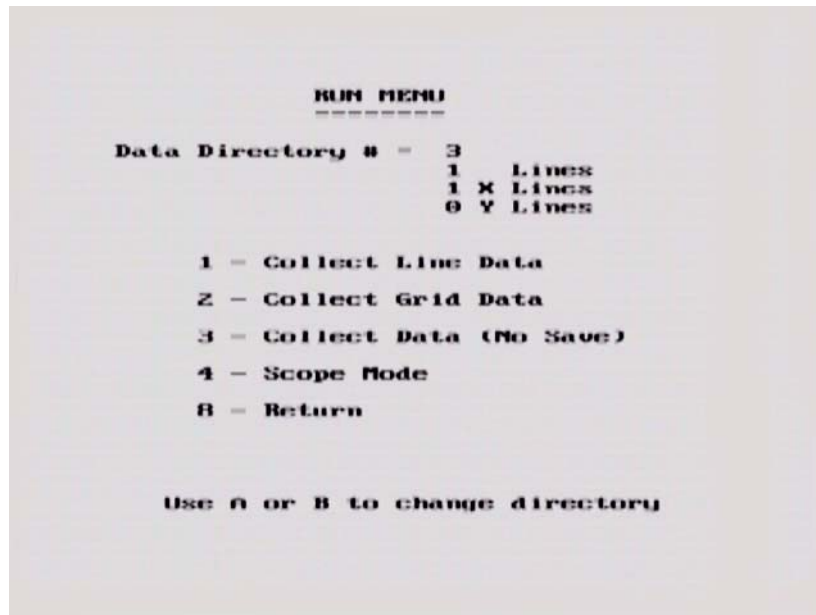 RUN MENU
--------
Data Directory # - 3
1 Lines
1 X Lines
0 Y Lines
1 - Collect Line Data
2 - Collect Grid Data
3 - Collect Data (No Save)
4 - Scope Mode
8 - Return
Use A or B to change directory